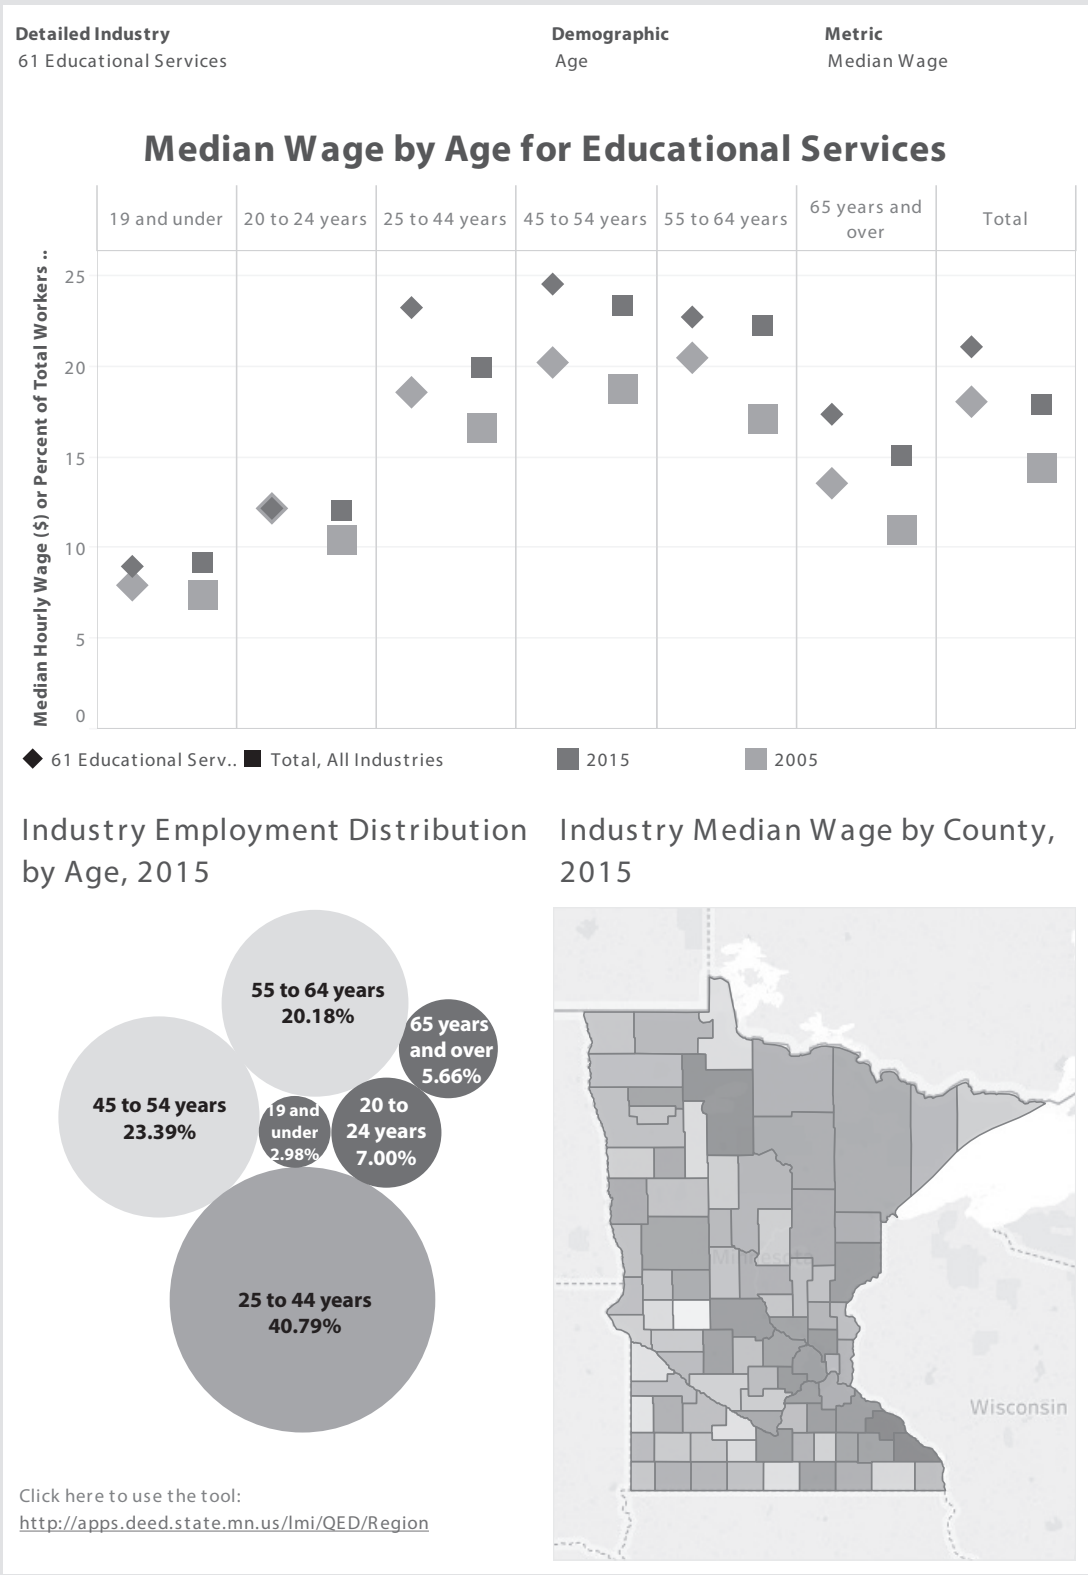 Detailed Industry
61 Educational Services
Demographic
Age
Metric
Median Wage
Median Wage by Age for Educational Services
19 and under
20 to 24 years
25 to 44 years
45 to 54 years
55 to 64 years
65 years and
over
Total
Median Hourly Wage ($) or Percent of Total Workers ..
25
20
15
10
5
0
61 Educational Serv..
Total, All Industries
2015
2005
Industry Employment Distribution
by Age, 2015
55 to 64 years
20.18%
65 years
and over
5.66%
45 to 54 years
23.39%
19 and
under
2.98%
20 to
24 years
7.00%
25 to 44 years
40.79%
Click here to use the tool:
http://apps.deed.state.mn.us/lmi/QED/Region
Industry Median Wage by County,
2015
Minnesota
Wisconsin